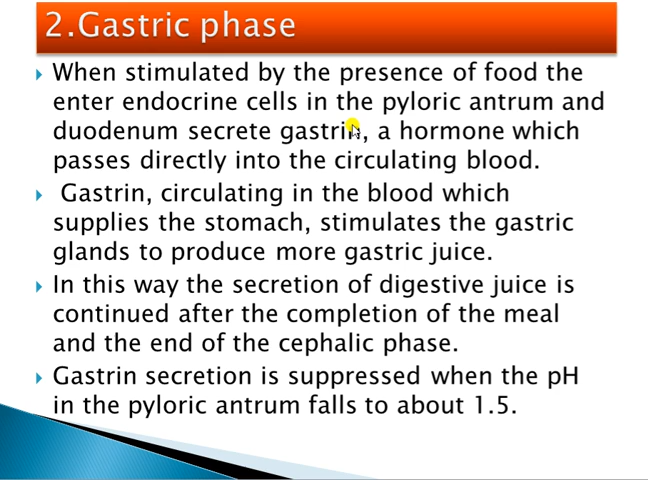 2.Gastric phase
When stimulated by the presence of food the
enter endocrine cells in the pyloric antrum and
duodenum secrete gastrin, a hormone which
passes directly into the circulating blood.
Gastrin, circulating in the blood which
supplies the stomach, stimulates the gastric
glands to produce more gastric juice.
In this way the secretion of digestive juice is
continued after the completion of the meal
and the end of the cephalic phase.
Gastrin secretion is suppressed when the pH
in the pyloric antrum falls to about 1.5.